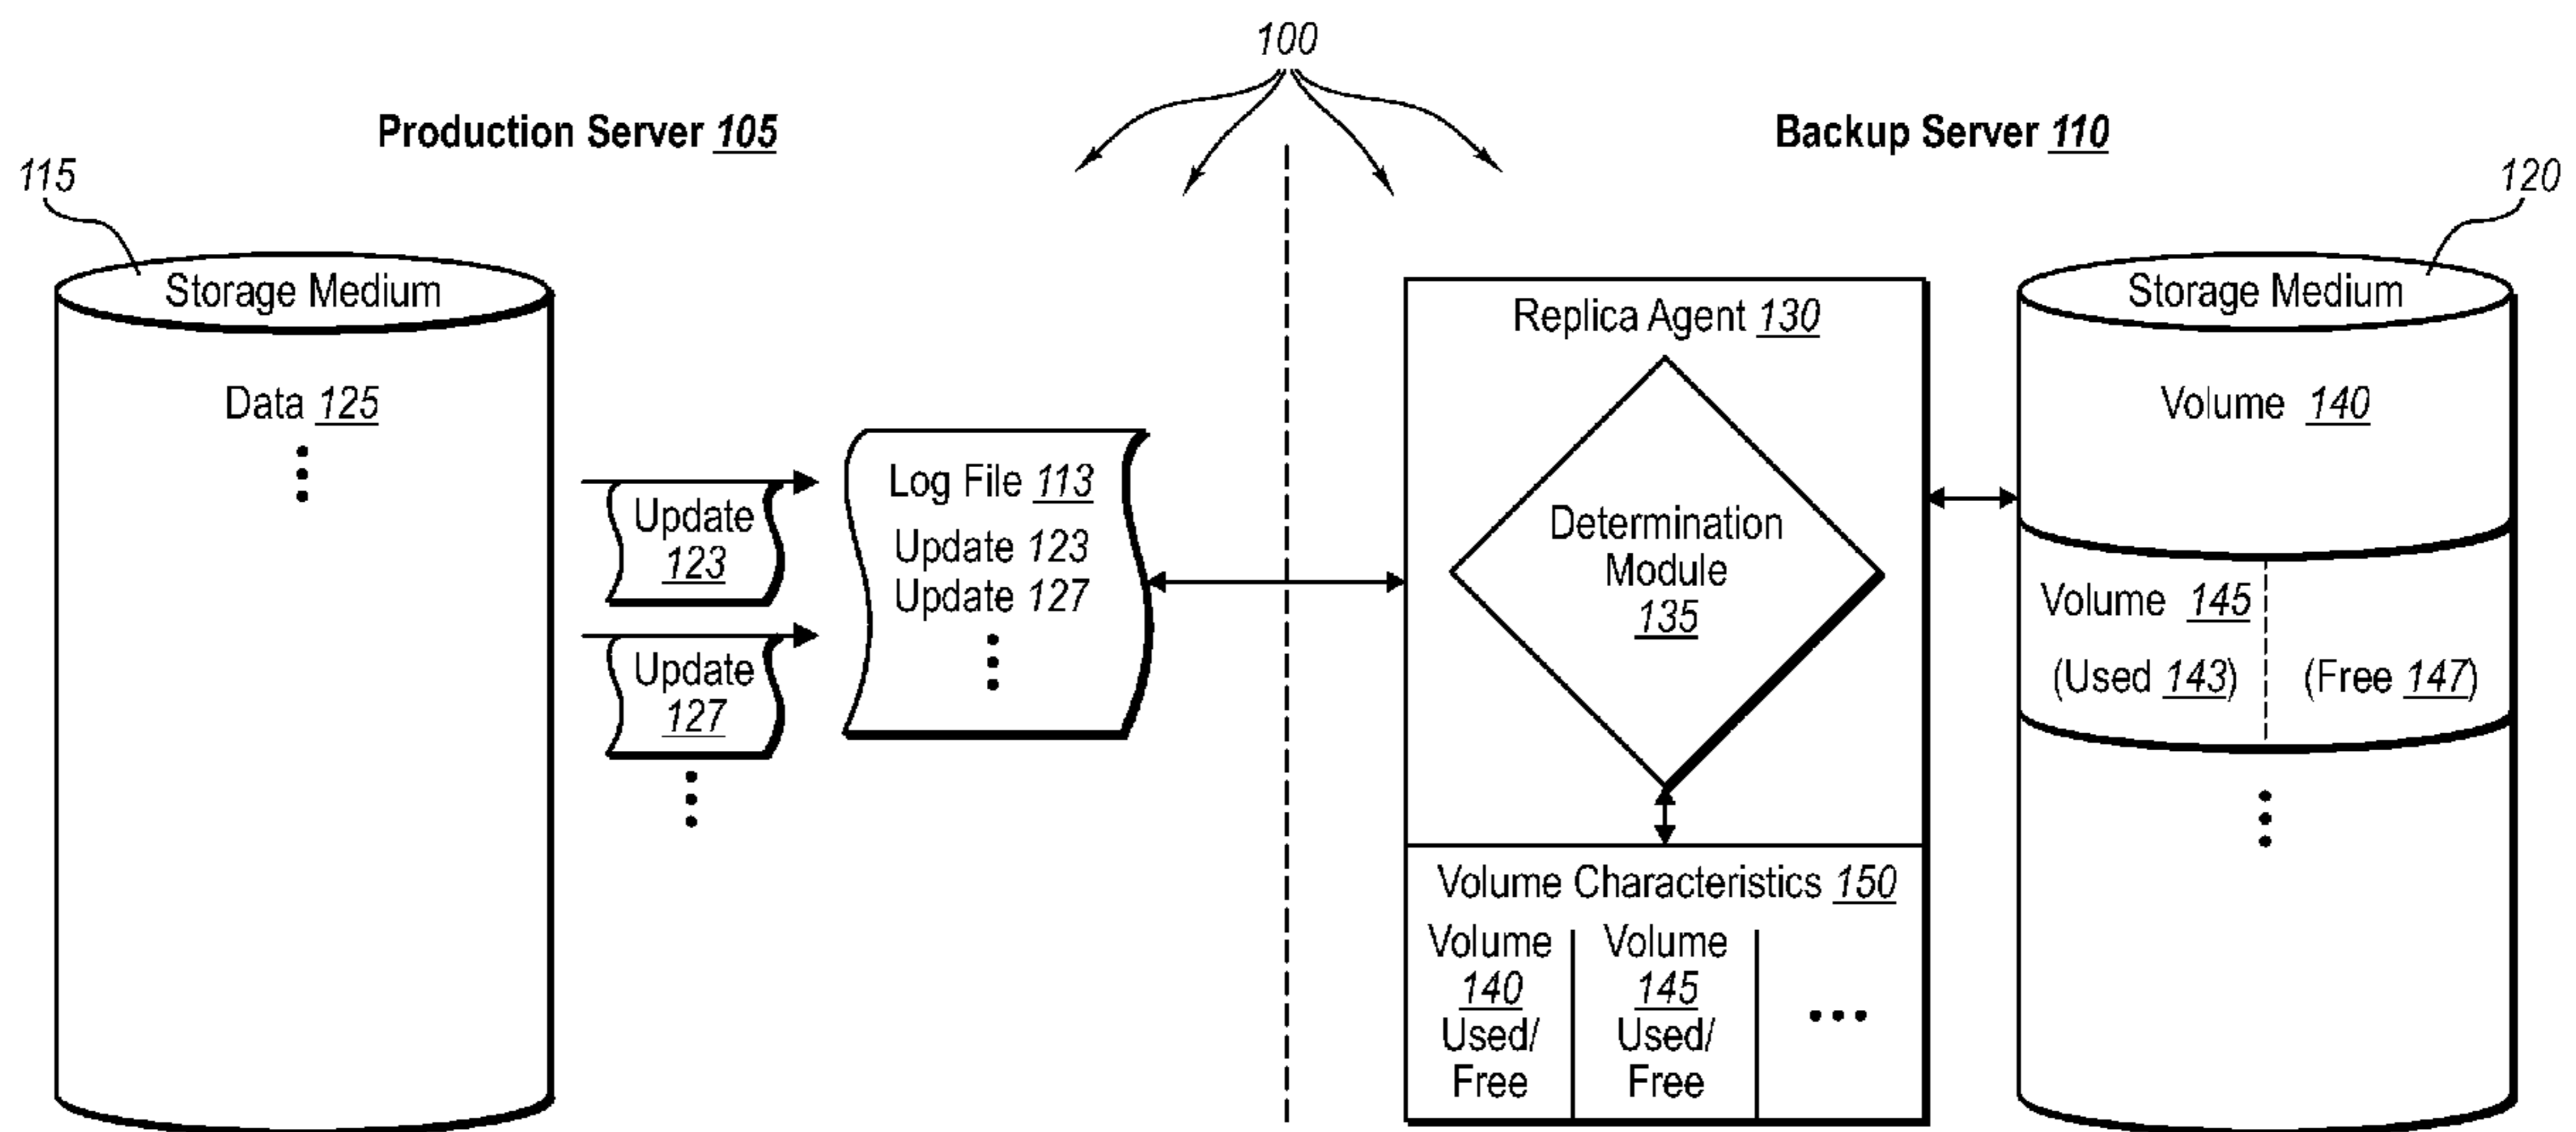 100
Production Server 105
Backup Server 110
115
120
Storage Medium
Data 125
Update
123
Update
127
Log File 113
Update 123
Update 127
Replica Agent 130
Determination
Module
135
Volume Characteristics 150
Volume
140
Used/
Free
Volume
145
Used/
Free
Storage Medium
Volume 140
Volume 145
(Used 143)
(Free 147)